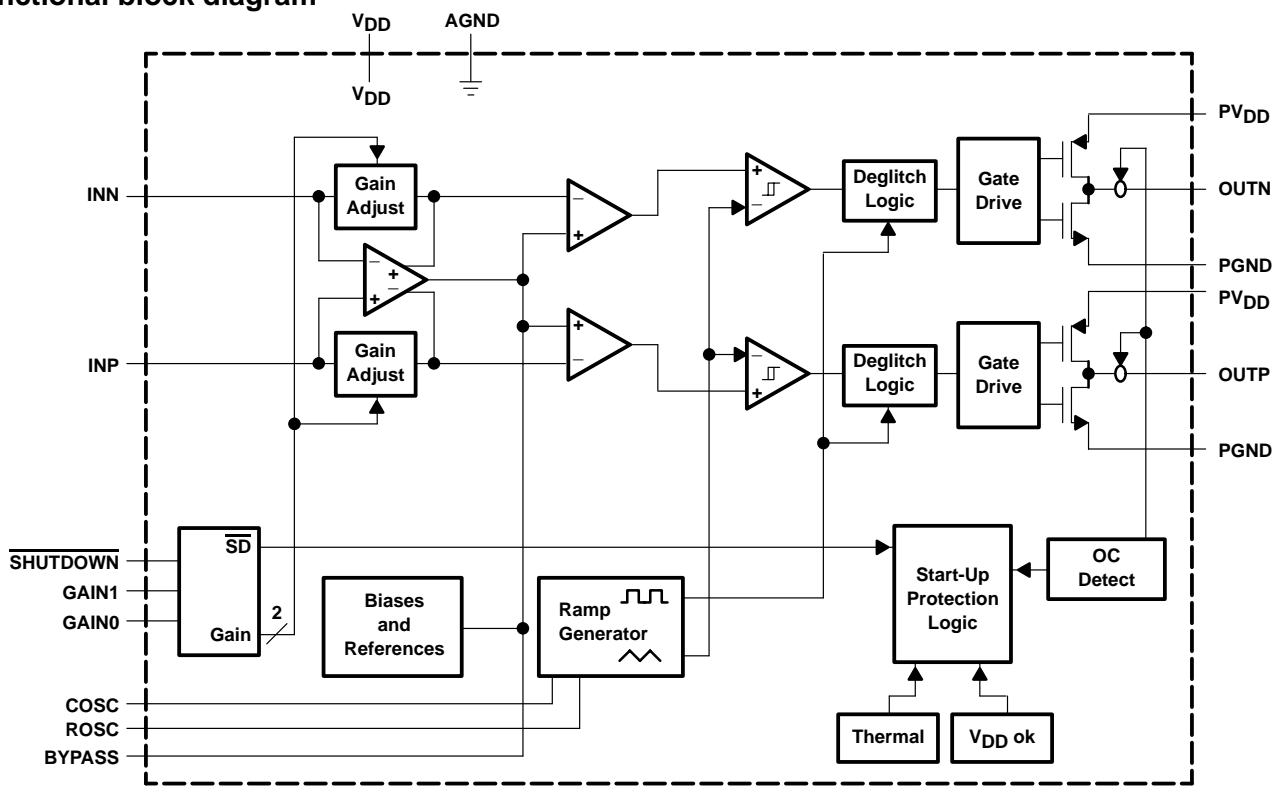 nctional block diagram
VDD
AGND
VDD
PVDD
INN
Gain
Adjust
Deglitch
Logic
Gate
Drive
OUTN
PGND
PVDD
INP
Gain
Adjust
Deglitch
Logic
Gate
Drive
OUTP
PGND
SHUTDOWN
GAIN1
GAIN0
SD
Gain
2
Biases
and
References
Ramp
Generator
Start-Up
Protection
Logic
OC
Detect
COSC
ROSC
BYPASS
Thermal
VDD ok
− + + − − + + − + − − +